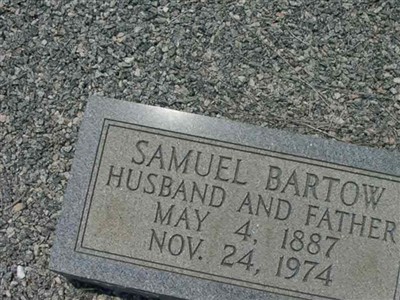 SAMUEL BARTOW
HUSBAND AND FATHER
MAY 4, 1887
NOV. 24, 1974